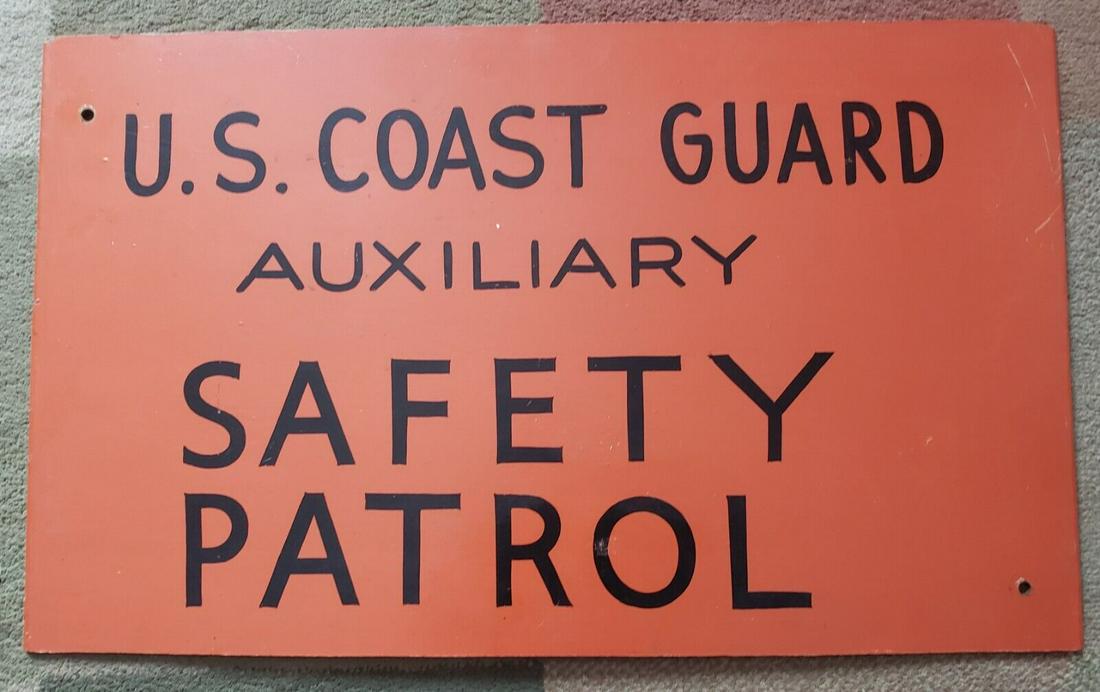 U.S. COAST GUARD
AUXILIARY
SAFETY
PATROL